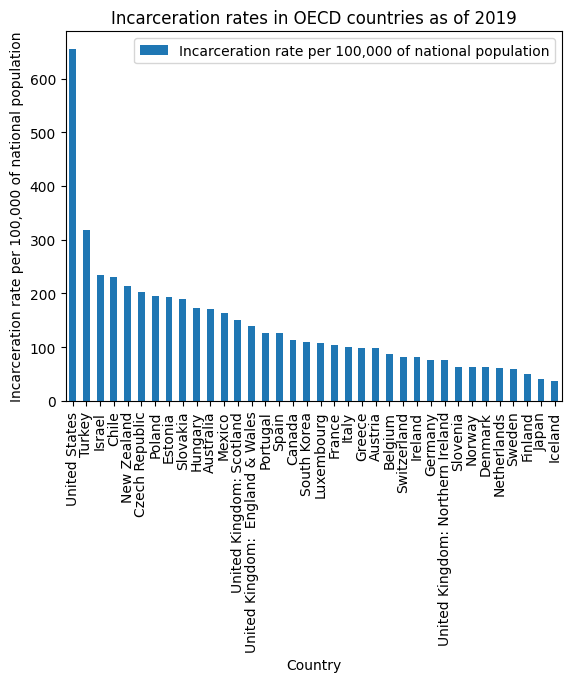 Incarceration rates in OECD countries as of 2019
Incarceration rate per 100,000 of national population
Incarceration rate per 100,000 of national population
600
500
400
300
200
100
0
United States
Turkey
Israel
Chile
New Zealand
Czech Republic
Poland
Estonia
Slovakia
Hungary
Australia
Mexico
United Kingdom: Scotland
United Kingdom:  England & Wales
Portugal
Spain
Canada
South Korea
Luxembourg
France
Italy
Greece
Austria
Belgium
Switzerland
Ireland
Germany
United Kingdom: Northern Ireland
Slovenia
Norway
Denmark
Netherlands
Sweden
Finland
Japan
Iceland
Country